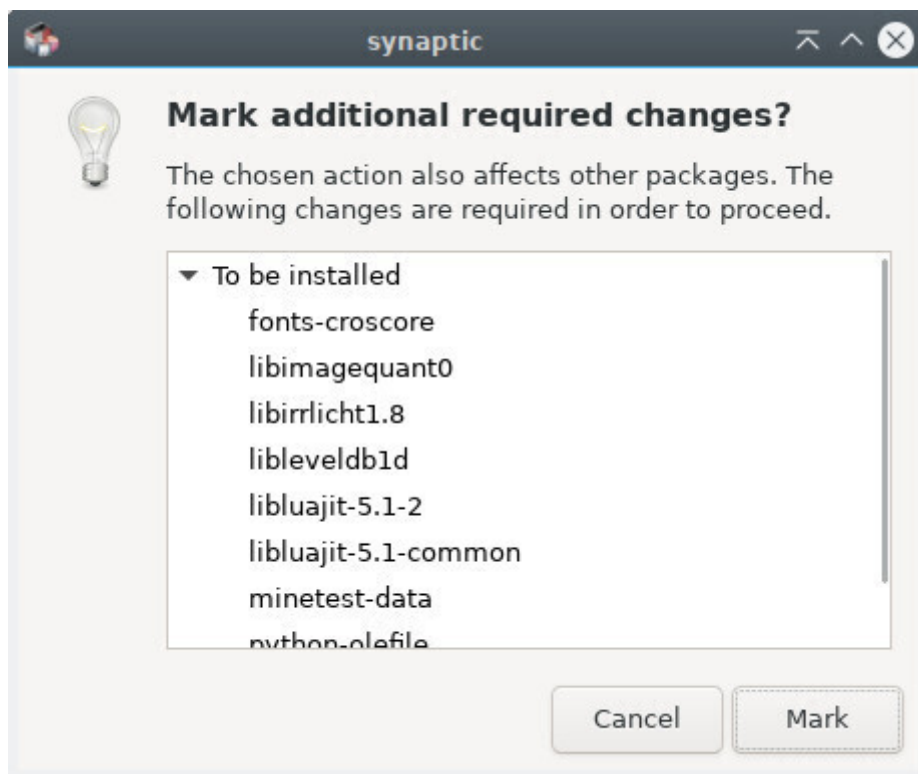 synaptic
Mark additional required changes?
The chosen action also affects other packages. The
following changes are required in order to proceed.
To be installed
fonts-croscore
libimagequant0
libirrlicht1.8
libleveldb1d
libluajit-5.1-2
libluajit-5.1-common
minetest-data
python-olefile
Cancel
Mark